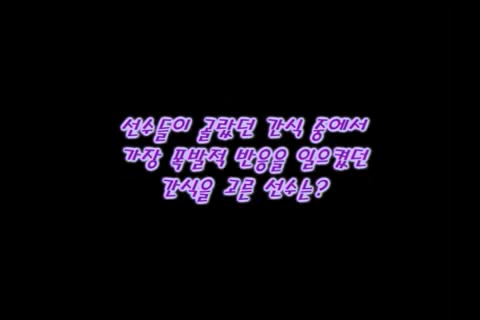 선수들이 골랐던 간식 중에서
가장 폭발적 반응을 일으켰던
간식을 고른 선수는?